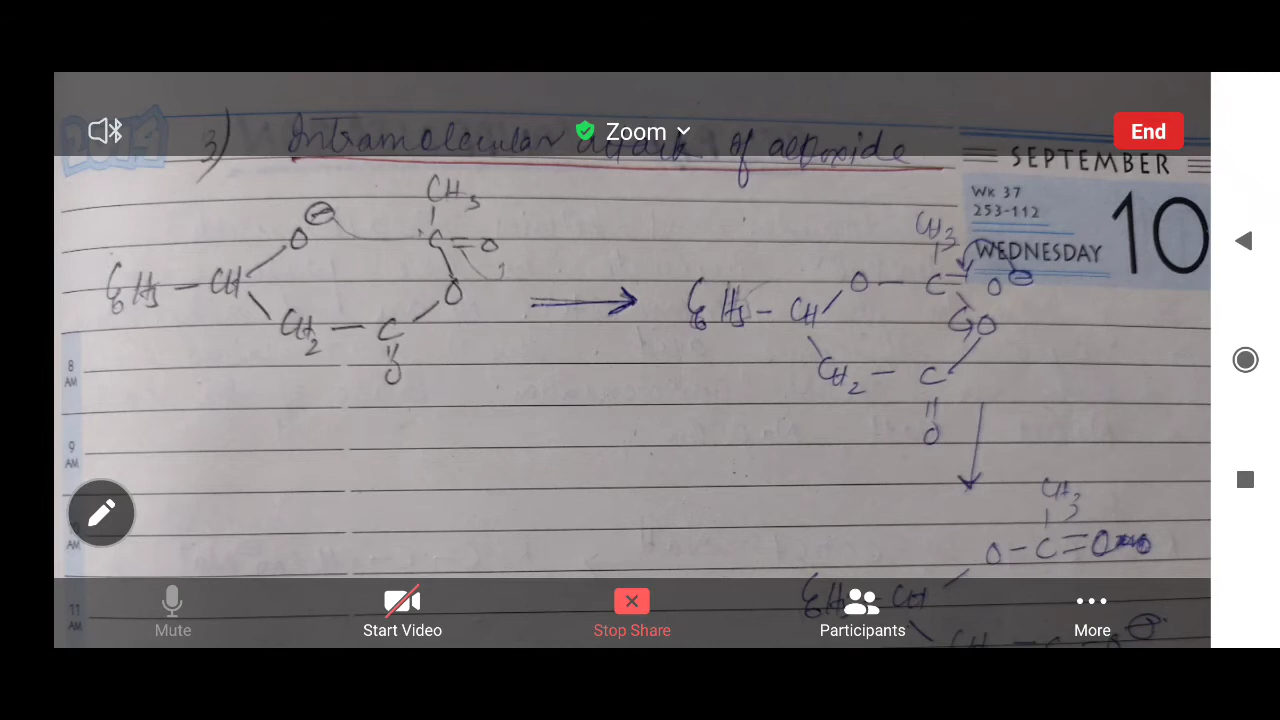 Zoom
End
3) Intramolecular attack of alkoxide
SEPTEMBER
Wk 37
253-112
WEDNESDAY
10
CH3
O⊖
C=O
C6H5 — CH
O
CH2 — C
O
CH3
O — C
O⊖
C6H5 — CH
O
CH2 — C
O
8
AM
9
AM
CH3
O — C = O
AM
C6H5
CH
11
AM
⊖
Mute
Start Video
Stop Share
Participants
More